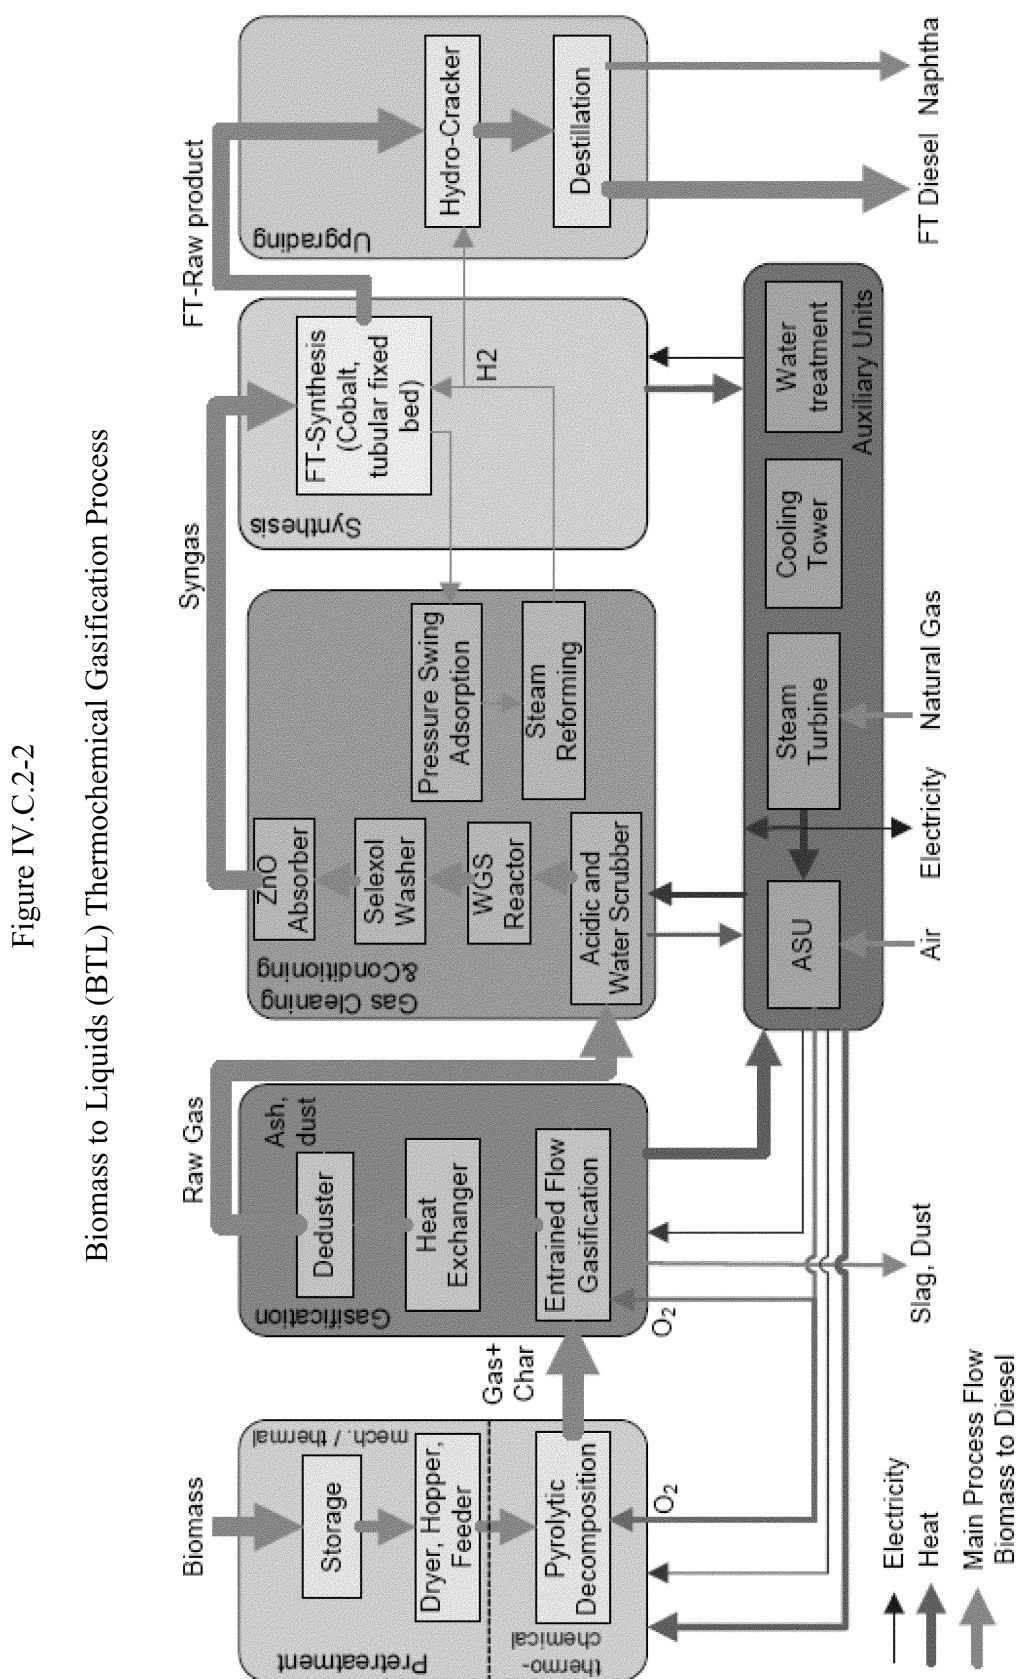 Figure IV.C.2-2
Biomass to Liquids (BTL) Thermochemical Gasification Process
Biomass
Pretreatment
mech. / thermal
Storage
Dryer, Hopper,
Feeder
thermo-
chemical
Pyrolytic
Decomposition
O2
Gas+
Char
Raw Gas
Gasification
Ash,
dust
Deduster
Heat
Exchanger
Entrained Flow
Gasification
O2
Slag, Dust
Syngas
Gas Cleaning
&Conditioning
ZnO
Absorber
Selexol
Washer
WGS
Reactor
Acidic and
Water Scrubber
Pressure Swing
Adsorption
Steam
Reforming
Synthesis
FT-Synthesis
(Cobalt,
tubular fixed
bed)
H2
FT-Raw product
Upgrading
Hydro-Cracker
Destillation
FT Diesel
Naphtha
ASU
Steam
Turbine
Cooling
Tower
Water
treatment
Auxiliary Units
Air
Electricity
Natural Gas
Electricity
Heat
Main Process Flow
Biomass to Diesel